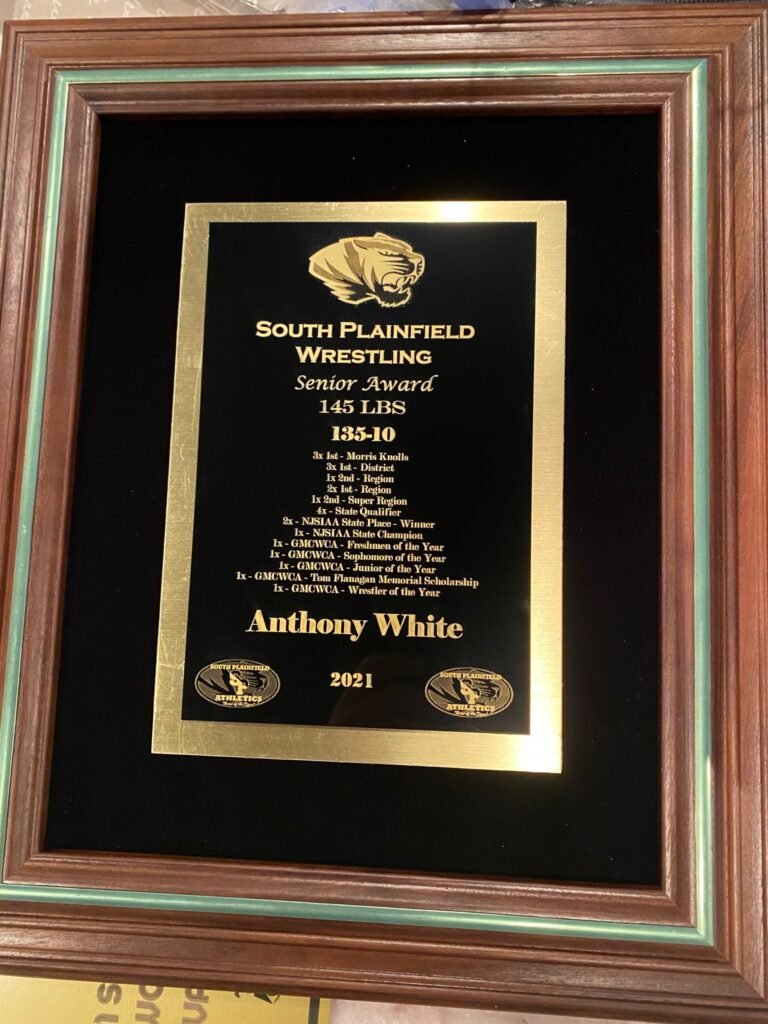 SOUTH PLAINFIELD
WRESTLING
Senior Award
145 LBS
135-10
3x 1st - Morris Knolls
3x 1st - District
1x 2nd - Region
2x 1st - Region
1x 2nd - Super Region
4x - State Qualifier
2x - NJSIAA State Place - Winner
1x - NJSIAA State Champion
1x - GMCWCA - Freshmen of the Year
1x - GMCWCA - Sophomore of the Year
1x - GMCWCA - Junior of the Year
1x - GMCWCA - Tom Flanagan Memorial Scholarship
1x - GMCWCA - Wrestler of the Year
Anthony White
2021
SOUTH PLAINFIELD
ATHLETICS
SOUTH PLAINFIELD
ATHLETICS